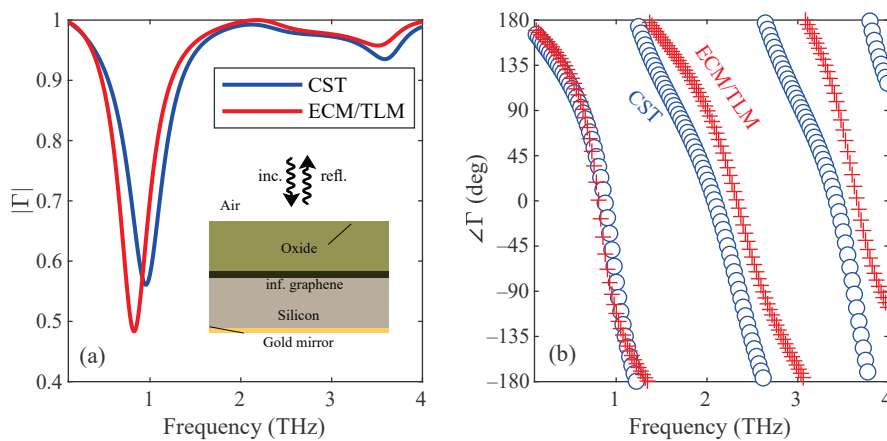 1
0.9
0.8
0.7
0.6
0.5
0.4
|Γ|
CST
ECM/TLM
inc.
refl.
Air
Oxide
inf. graphene
Silicon
Gold mirror
(a)
1
2
3
4
Frequency (THz)
180
135
90
45
0
−45
−90
−135
−180
∠Γ (deg)
CST
ECM/TLM
(b)
1
2
3
4
Frequency (THz)